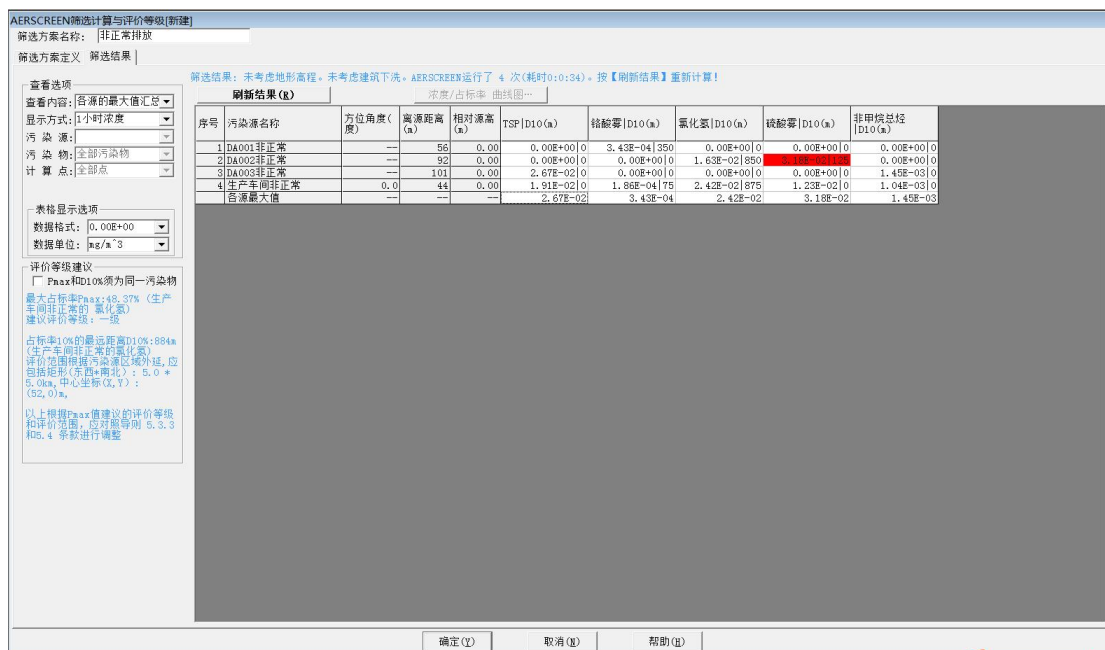 AERSCREEN筛选计算与评价等级[新建]
筛选方案名称: 非正常排放
筛选方案定义 筛选结果
筛选结果: 未考虑地形高程。未考虑建筑下洗。AERSCREEN运行了 4 次(耗时0:0:34)。按【刷新结果】重新计算!
刷新结果(R) 浓度/占标率 曲线图…
查看选项
查看内容: 各源的最大值汇总
显示方式: 1小时浓度
污 染 源:
污 染 物: 全部污染物
计 算 点: 全部点
表格显示选项
数据格式: 0.00E+00
数据单位: mg/m^3
评价等级建议
Pmax和D10%须为同一污染物
最大占标率Pmax:48.37% (生产
车间非正常的 氯化氢)
建议评价等级: 一级
占标率10%的最远距离D10%:884m
(生产车间非正常的氯化氢)
评价范围根据污染源区域外延,应
包括矩形(东西*南北): 5.0 *
5.0km,中心坐标(X,Y):
(52,0)m,
以上根据Pmax值建议的评价等级
和评价范围,应对照导则 5.3.3
和5.4 条款进行调整
序号 污染源名称 方位角度(度) 离源距离(m) 相对源高(m) TSP|D10(m) 铬酸雾|D10(m) 氯化氢|D10(m) 硫酸雾|D10(m) 非甲烷总烃|D10(m)
1 DA001非正常 -- 56 0.00 0.00E+00|0 3.43E-04|350 0.00E+00|0 0.00E+00|0 0.00E+00|0
2 DA002非正常 -- 92 0.00 0.00E+00|0 0.00E+00|0 1.63E-02|850 3.18E-02|125 0.00E+00|0
3 DA003非正常 -- 101 0.00 2.67E-02|0 0.00E+00|0 0.00E+00|0 0.00E+00|0 1.45E-03|0
4 生产车间非正常 0.0 44 0.00 1.91E-02|0 1.86E-04|75 2.42E-02|875 1.23E-02|0 1.04E-03|0
各源最大值 -- -- -- 2.67E-02 3.43E-04 2.42E-02 3.18E-02 1.45E-03
确定(Y) 取消(N) 帮助(H)